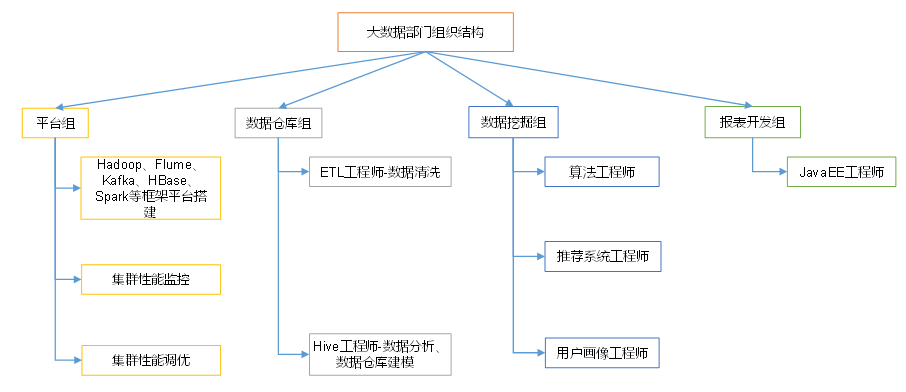 大数据部门组织结构
平台组
数据仓库组
数据挖掘组
报表开发组
Hadoop、Flume、
Kafka、HBase、
Spark等框架平台搭
建
集群性能监控
集群性能调优
ETL工程师-数据清洗
Hive工程师-数据分析、
数据仓库建模
算法工程师
推荐系统工程师
用户画像工程师
JavaEE工程师